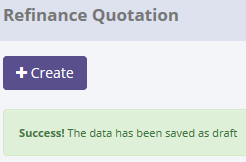 Refinance Quotation
+ Create
Success! The data has been saved as draft